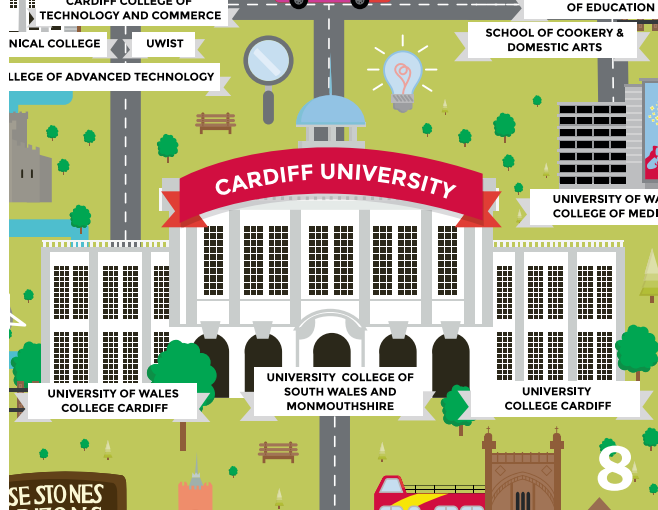 CARDIFF COLLEGE OF
TECHNOLOGY AND COMMERCE
OF EDUCATION
NICAL COLLEGE
UWIST
SCHOOL OF COOKERY &
DOMESTIC ARTS
LLEGE OF ADVANCED TECHNOLOGY
CARDIFF UNIVERSITY
UNIVERSITY OF WA
COLLEGE OF MEDI
UNIVERSITY OF WALES
COLLEGE CARDIFF
UNIVERSITY COLLEGE OF
SOUTH WALES AND
MONMOUTHSHIRE
UNIVERSITY
COLLEGE CARDIFF
SE STONES
8